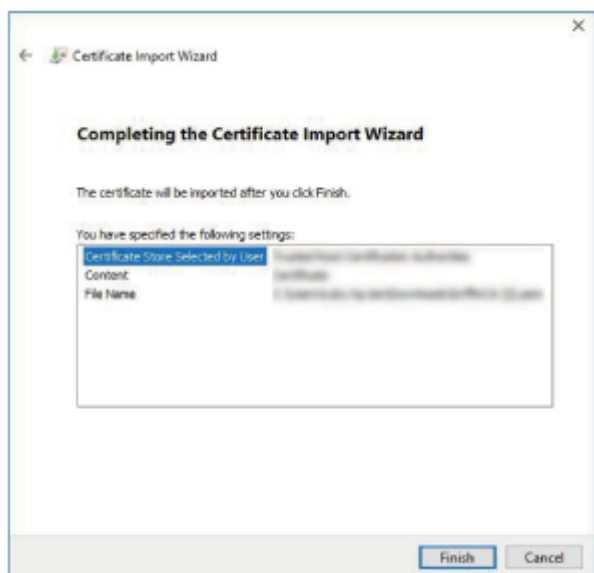 Certificate Import Wizard
Completing the Certificate Import Wizard
The certificate will be imported after you click Finish.
You have specified the following settings:
Certificate Store Selected by User
Content
File Name
Finish Cancel